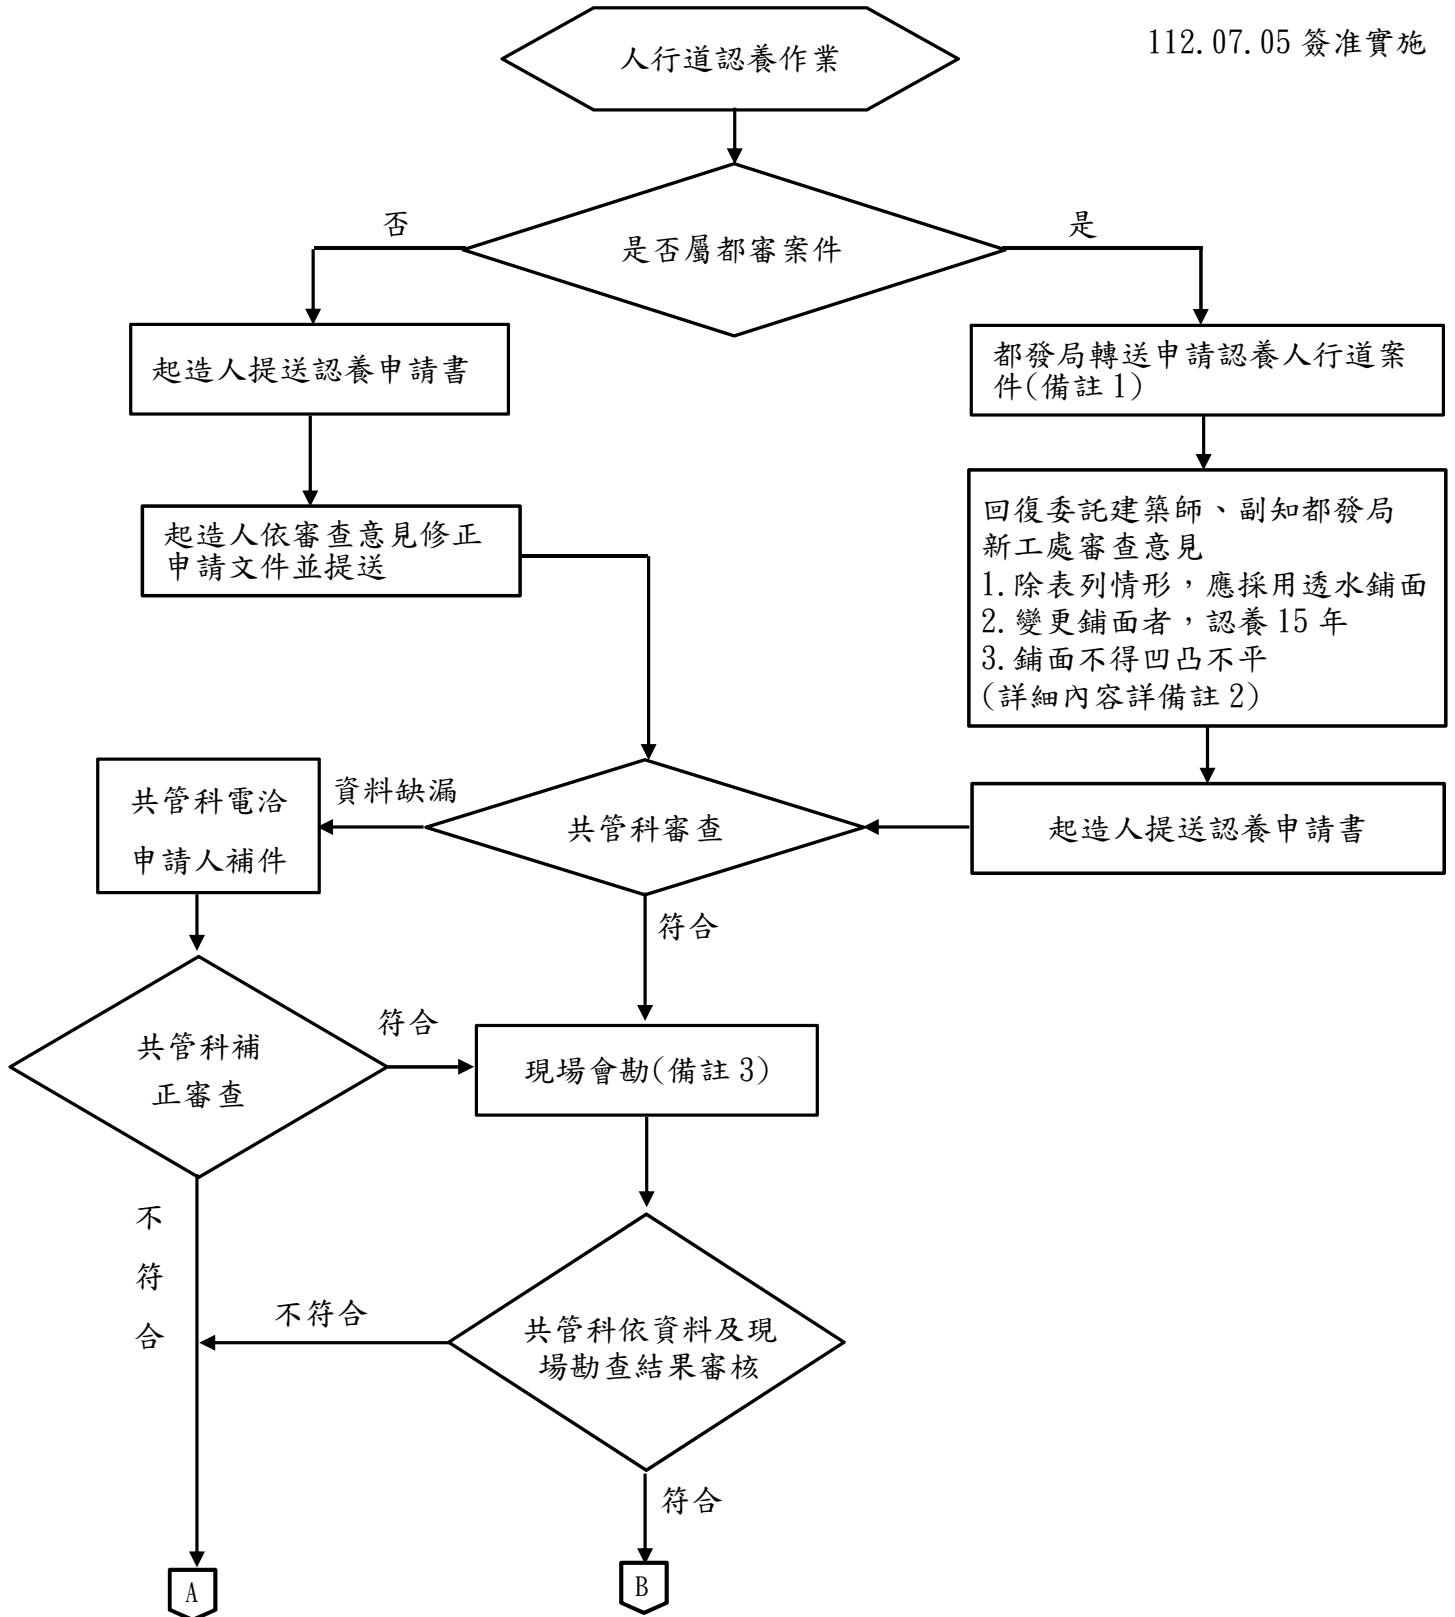 112.07.05 簽准實施
人行道認養作業
是否屬都審案件
否
是
起造人提送認養申請書
都發局轉送申請認養人行道案
件(備註 1)
起造人依審查意見修正
申請文件並提送
回復委託建築師、副知都發局
新工處審查意見
1.除表列情形，應採用透水鋪面
2.變更鋪面者，認養 15 年
3.鋪面不得凹凸不平
(詳細內容詳備註 2)
共管科電洽
申請人補件
資料缺漏
共管科審查
起造人提送認養申請書
符合
共管科補
正審查
符合
現場會勘(備註 3)
不
符
合
不符合
共管科依資料及現
場勘查結果審核
符合
A
B